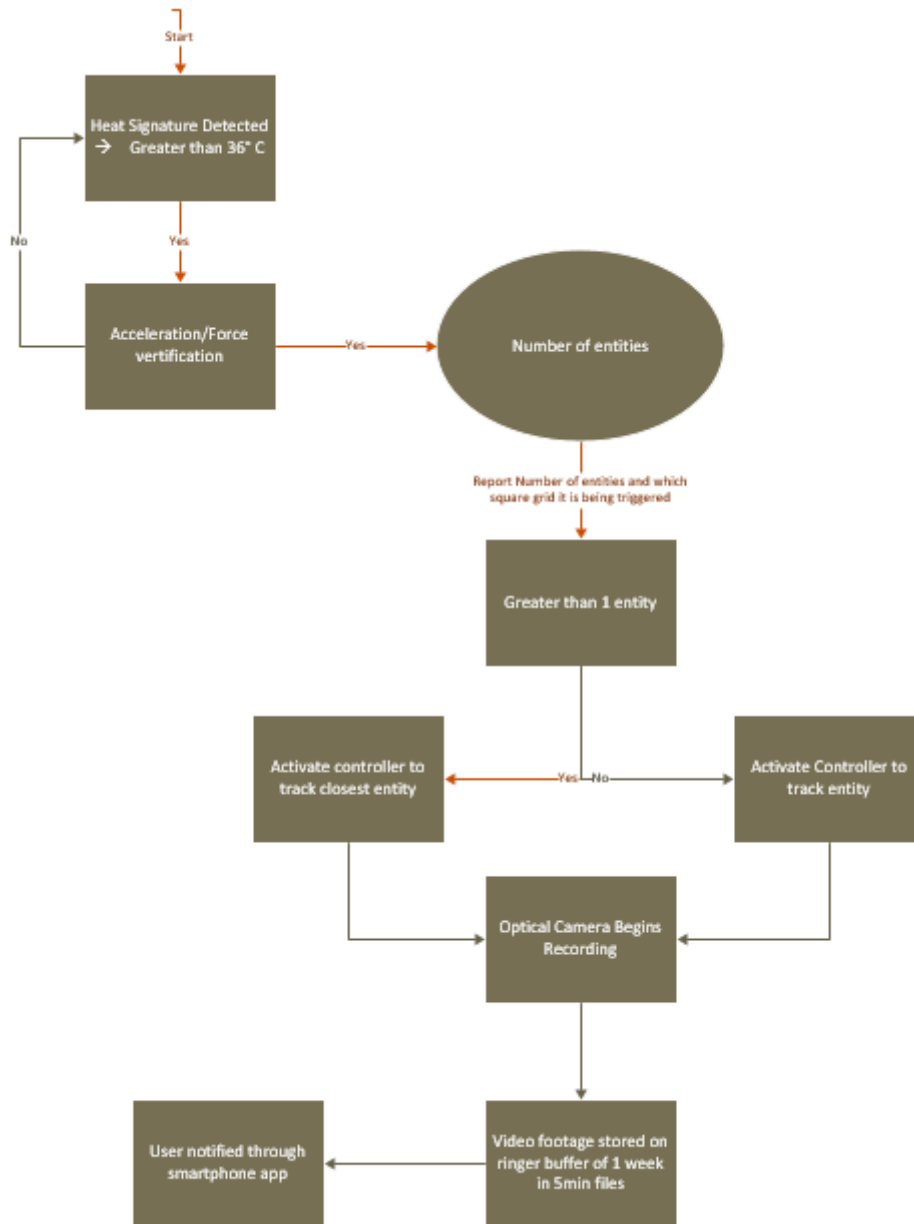 Start
Heat Signature Detected
→ Greater than 36° C
No
Yes
Acceleration/Force
vertification
Yes
Number of entities
Report Number of entities and which
square grid it is being triggered
Greater than 1 entity
Activate controller to
track closest entity
Yes
No
Activate Controller to
track entity
Optical Camera Begins
Recording
User notified through
smartphone app
Video footage stored on
ringer buffer of 1 week
in 5min files